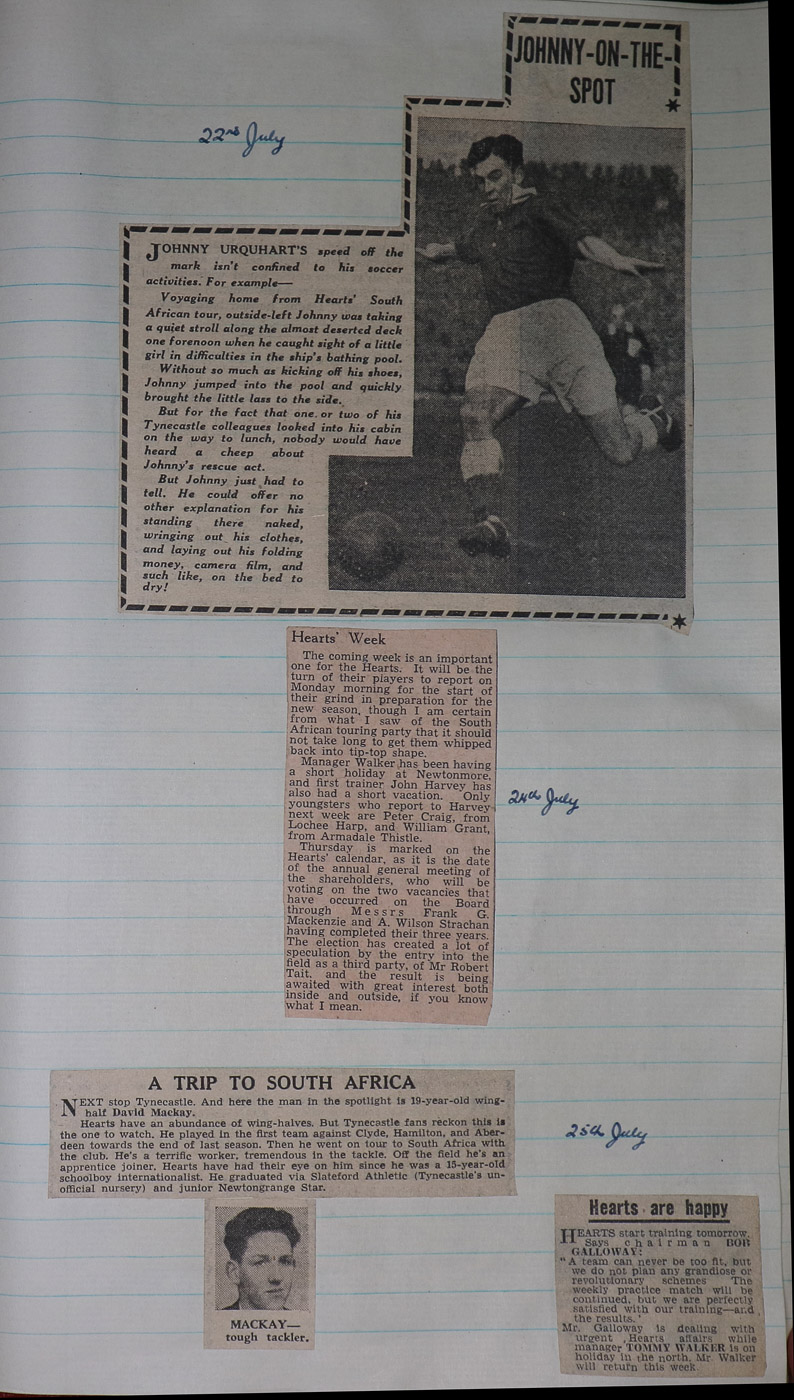 JOHNNY-ON-THE-
SPOT
22nd July
JOHNNY URQUHART'S speed off the
mark isn't confined to his soccer
activities. For example—
Voyaging home from Hearts' South
African tour, outside-left Johnny was taking
a quiet stroll along the almost deserted deck
one forenoon when he caught sight of a little
girl in difficulties in the ship's bathing pool.
Without so much as kicking off his shoes,
Johnny jumped into the pool and quickly
brought the little lass to the side.
But for the fact that one or two of his
Tynecastle colleagues looked into his cabin
on the way to lunch, nobody would have
heard a cheep about
Johnny's rescue act.
But Johnny just had to
tell. He could offer no
other explanation for his
standing there naked,
wringing out his clothes,
and laying out his folding
money, camera film, and
such like, on the bed to
dry!
Hearts' Week
The coming week is an important
one for the Hearts. It will be the
turn of their players to report on
Monday morning for the start of
their grind in preparation for the
new season, though I am certain
from what I saw of the South
African touring party that it should
not take long to get them whipped
back into tip-top shape.
Manager Walker has been having
a short holiday at Newtonmore,
and first trainer John Harvey has
also had a short vacation. Only
youngsters who report to Harvey
next week are Peter Craig, from
Lochee Harp, and William Grant,
from Armadale Thistle.
Thursday is marked on the
Hearts' calendar, as it is the date
of the annual general meeting of
the shareholders, who will be
voting on the two vacancies that
have occurred on the Board
through Messrs Frank G.
Mackenzie and A. Wilson Strachan
having completed their three years.
The election has created a lot of
speculation by the entry into the
field as a third party, of Mr Robert
Tait, and the result is being
awaited with great interest both
inside and outside, if you know
what I mean.
24th July
A TRIP TO SOUTH AFRICA
NEXT stop Tynecastle. And here the man in the spotlight is 19-year-old wing-
half David Mackay.
Hearts have an abundance of wing-halves. But Tynecastle fans reckon this is
the one to watch. He played in the first team against Clyde, Hamilton, and Aber-
deen towards the end of last season. Then he went on tour to South Africa with
the club. He's a terrific worker, tremendous in the tackle. Off the field he's an
apprentice joiner. Hearts have had their eye on him since he was a 15-year-old
schoolboy internationalist. He graduated via Slateford Athletic (Tynecastle's un-
official nursery) and junior Newtongrange Star.
MACKAY—
tough tackler.
25th July
Hearts are happy
HEARTS start training tomorrow.
Says chairman BOB
GALLOWAY:
"A team can never be too fit, but
we do not plan any grandiose or
revolutionary schemes The
weekly practice match will be
continued, but we are perfectly
satisfied with our training—and
the results.'
Mr. Galloway is dealing with
urgent Hearts affairs while
manager TOMMY WALKER is on
holiday in the north. Mr. Walker
will return this week